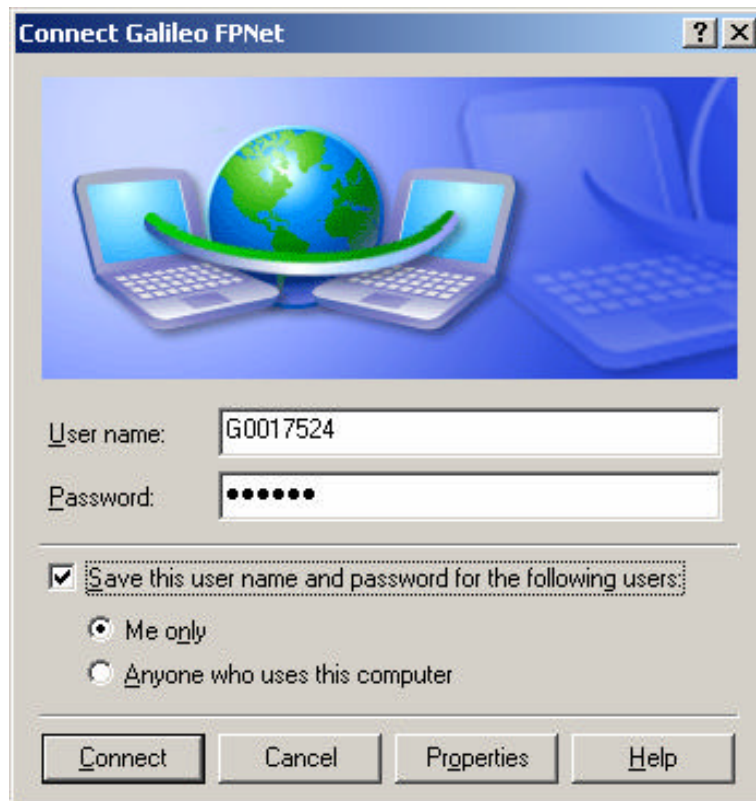 Connect Galileo FPNet
User name: G0017524
Password: ●●●●●●
Save this user name and password for the following users:
Me only
Anyone who uses this computer
Connect Cancel Properties Help